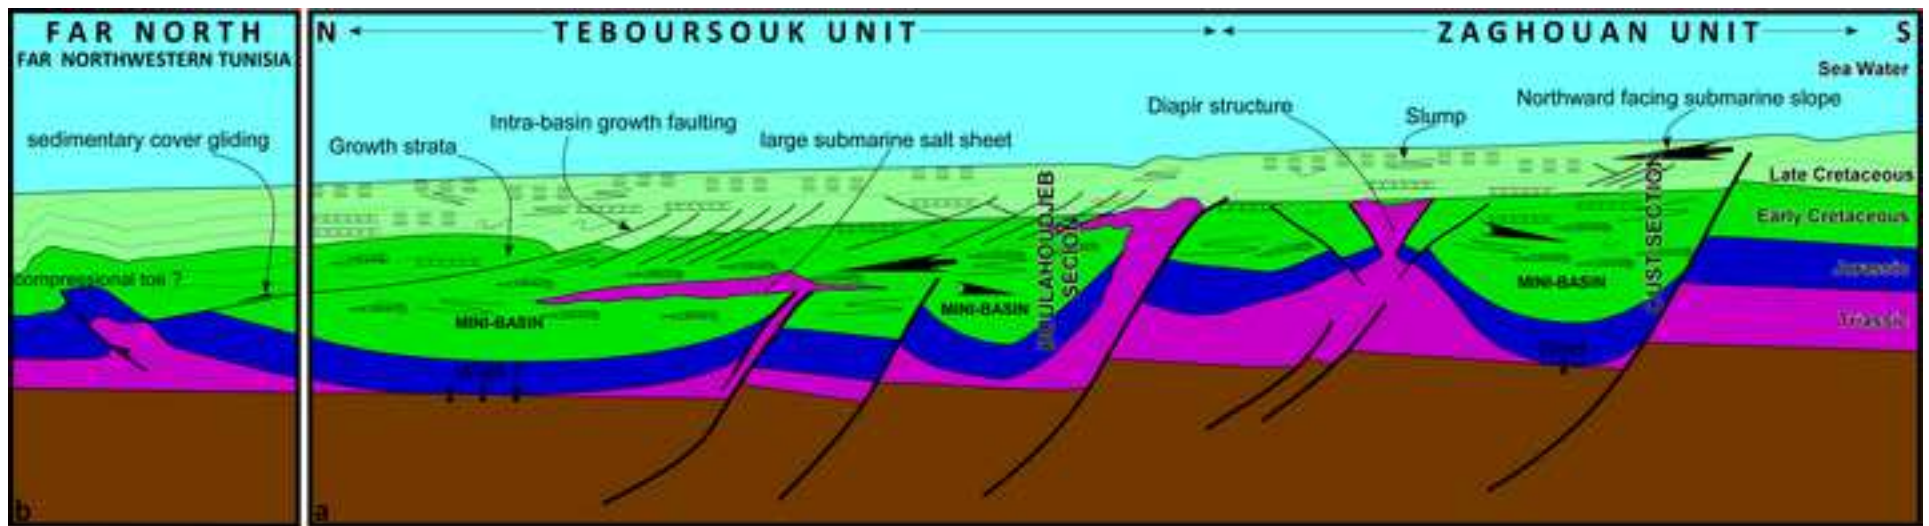 FAR NORTH
FAR NORTHWESTERN TUNISIA
N
TEBOURSOUK UNIT
ZAGHOUAN UNIT
S
Sea Water
Diapir structure
Slump
Northward facing submarine slope
sedimentary cover gliding
Growth strata
Intra-basin growth faulting
large submarine salt sheet
Late Cretaceous
Early Cretaceous
Jurassic
Triassic
compressional toe ?
MINI-BASIN
MINI-BASIN
MINI-BASIN
SECION
SECTION
b
a